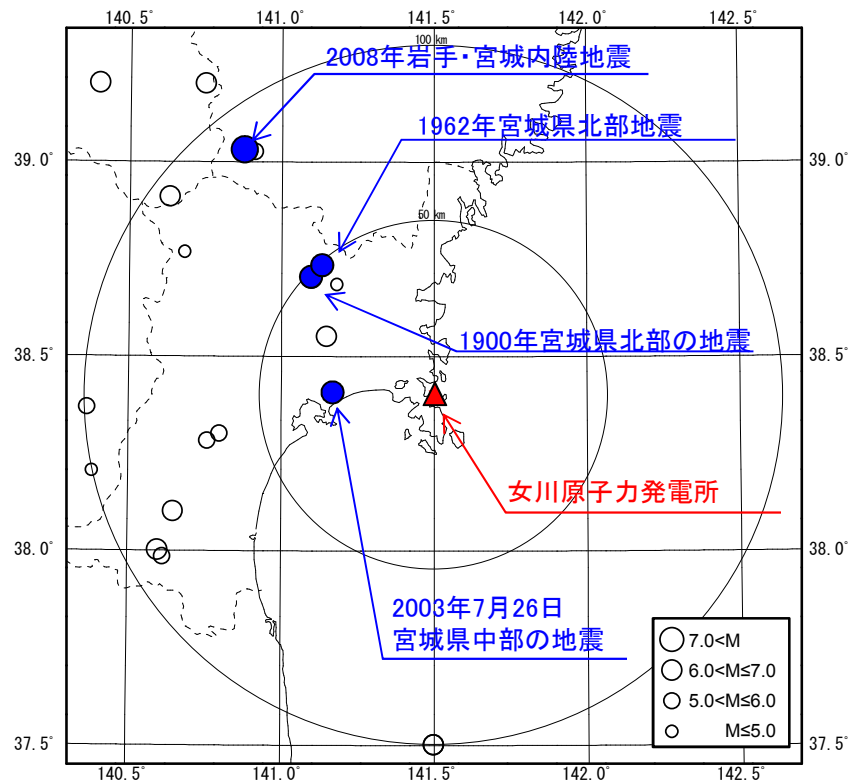 140.5° 141.0° 141.5° 142.0° 142.5°
100 km
2008年岩手・宮城内陸地震
1962年宮城県北部地震
39.0° 39.0°
50 km
1900年宮城県北部の地震
38.5° 38.5°
女川原子力発電所
38.0° 38.0°
2003年7月26日
宮城県中部の地震
7.0<M
6.0<M≤7.0
5.0<M≤6.0
M≤5.0
37.5° 37.5°
140.5° 141.0° 141.5° 142.0° 142.5°